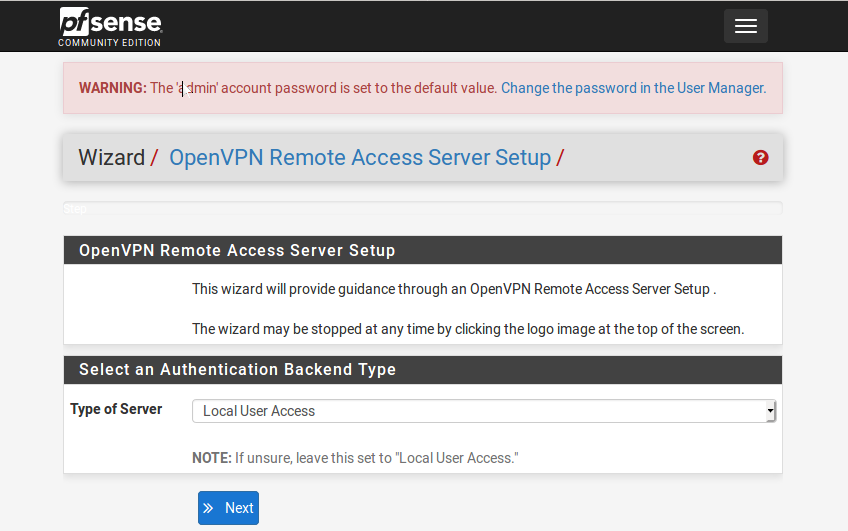 pfsense
COMMUNITY EDITION
WARNING: The 'admin' account password is set to the default value. Change the password in the User Manager.
Wizard / OpenVPN Remote Access Server Setup /
Step
OpenVPN Remote Access Server Setup
This wizard will provide guidance through an OpenVPN Remote Access Server Setup .
The wizard may be stopped at any time by clicking the logo image at the top of the screen.
Select an Authentication Backend Type
Type of Server
Local User Access
NOTE: If unsure, leave this set to "Local User Access."
» Next